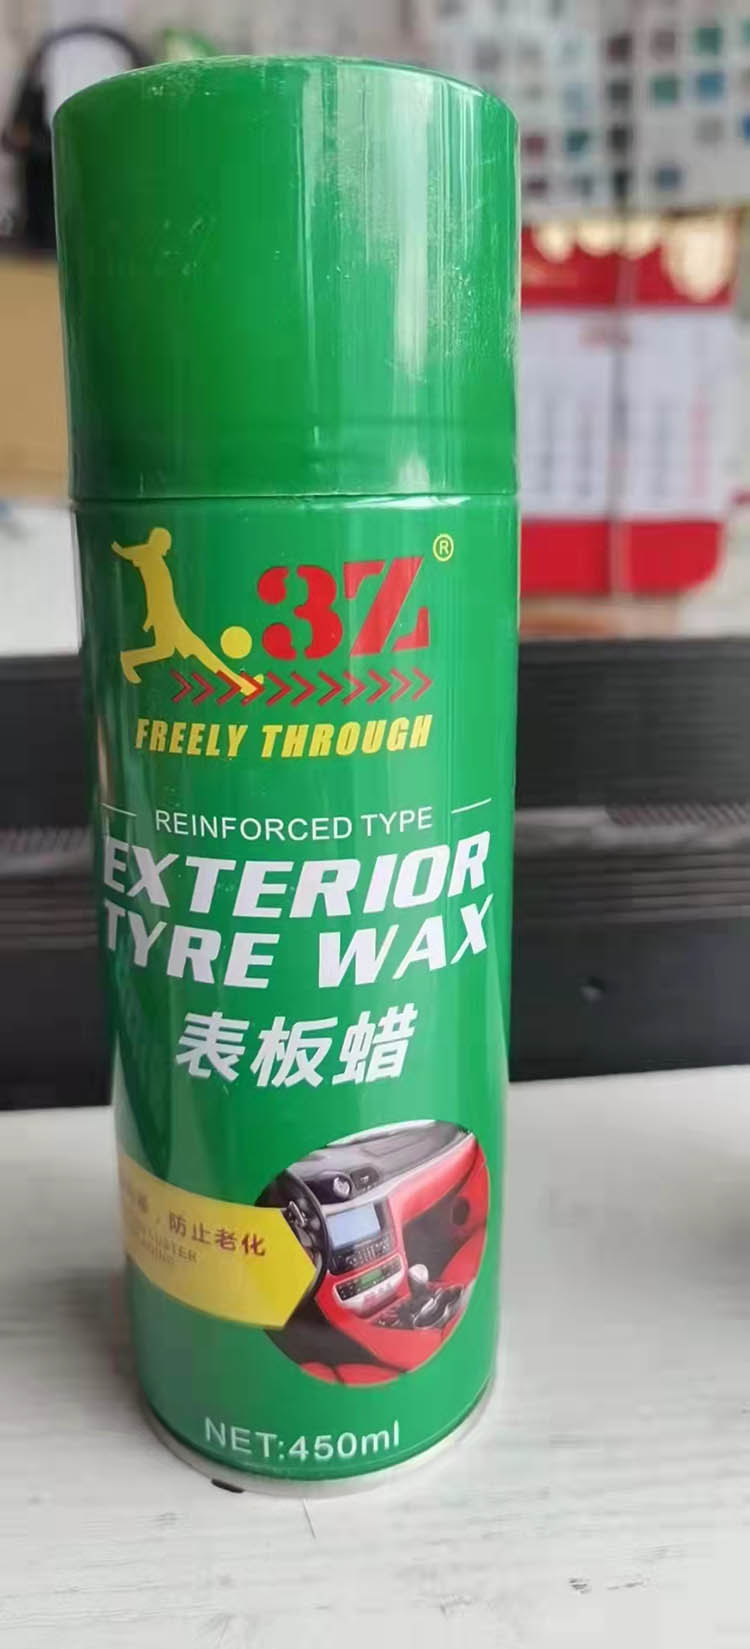 3Z®
FREELY THROUGH
REINFORCED TYPE
EXTERIOR
TYRE WAX
表板蜡
防止老化
NET:450ml